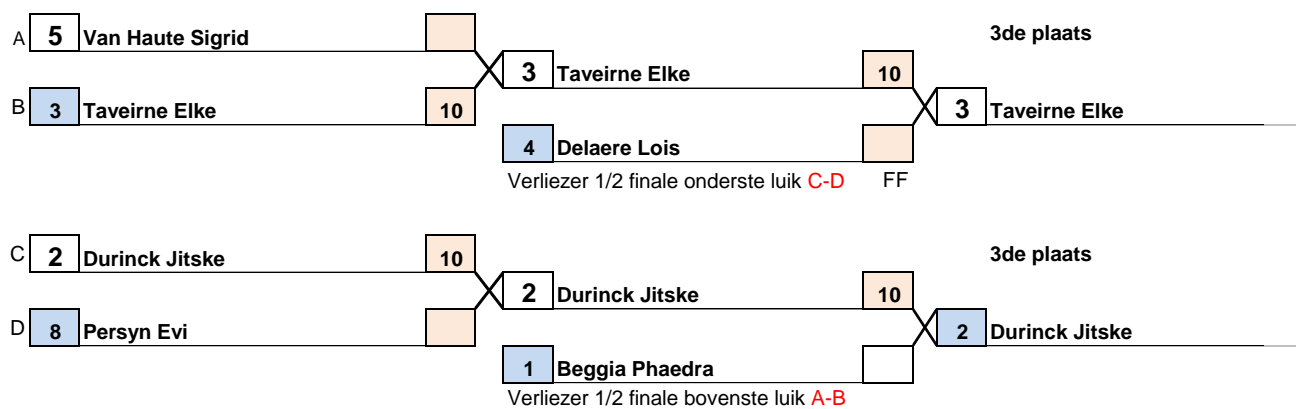 A 5 Van Haute Sigrid 3de plaats
3 Taveirne Elke 10
B 3 Taveirne Elke 10 3 Taveirne Elke
4 Delaere Lois
Verliezer 1/2 finale onderste luik C-D FF
C 2 Durinck Jitske 10 3de plaats
2 Durinck Jitske 10
D 8 Persyn Evi 2 Durinck Jitske
1 Beggia Phaedra
Verliezer 1/2 finale bovenste luik A-B